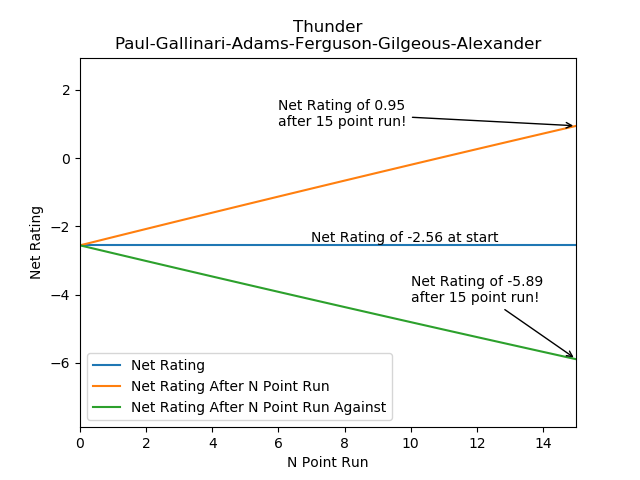 Thunder
Paul-Gallinari-Adams-Ferguson-Gilgeous-Alexander
Net Rating
2
0
−2
−4
−6
Net Rating of 0.95
after 15 point run!
Net Rating of -2.56 at start
Net Rating of -5.89
after 15 point run!
Net Rating
Net Rating After N Point Run
Net Rating After N Point Run Against
0 2 4 6 8 10 12 14
N Point Run